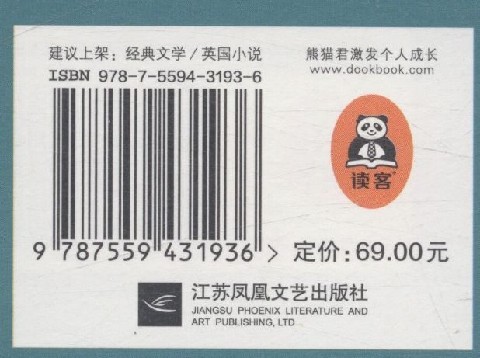 建议上架：经典文学/英国小说
熊猫君激发个人成长
ISBN 978-7-5594-3193-6
www.dookbook.com
读客®
9 787559 431936 >
定价：69.00元
江苏凤凰文艺出版社
JIANGSU PHOENIX LITERATURE AND
ART PUBLISHING, LTD